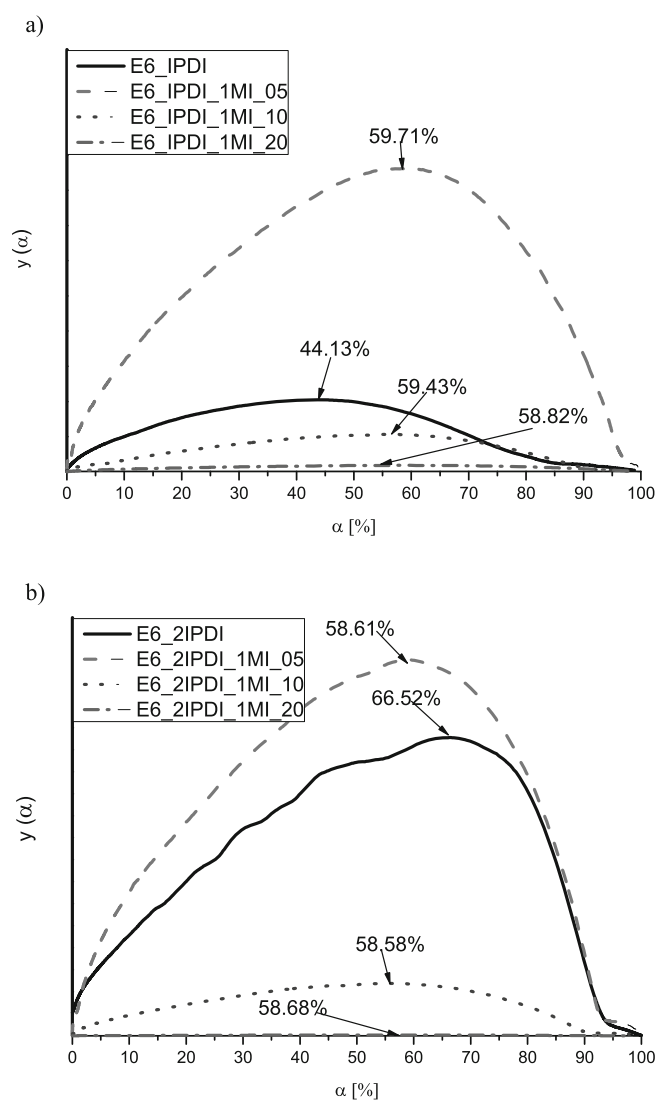 a)
E6_IPDI
E6_IPDI_1MI_05
E6_IPDI_1MI_10
E6_IPDI_1MI_20
59.71%
44.13%
59.43%
58.82%
y (α)
0 10 20 30 40 50 60 70 80 90 100
α [%]
b)
E6_2IPDI
E6_2IPDI_1MI_05
E6_2IPDI_1MI_10
E6_2IPDI_1MI_20
58.61%
66.52%
58.58%
58.68%
y (α)
0 10 20 30 40 50 60 70 80 90 100
α [%]